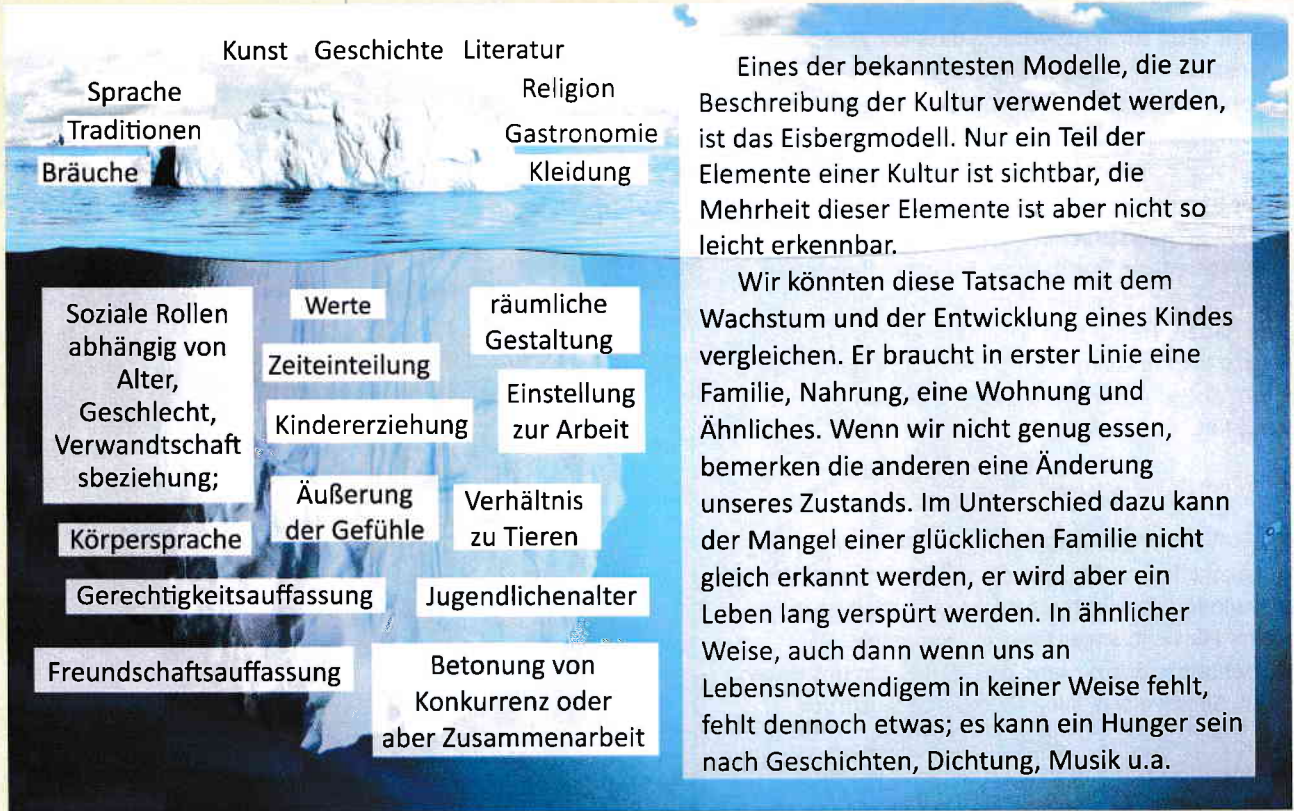 Kunst Geschichte Literatur
Sprache
Religion
Traditionen
Gastronomie
Bräuche
Kleidung
Soziale Rollen
abhängig von
Alter,
Geschlecht,
Verwandtschaft
sbeziehung;
Werte
räumliche
Gestaltung
Zeiteinteilung
Einstellung
zur Arbeit
Kindererziehung
Äußerung
der Gefühle
Verhältnis
zu Tieren
Körpersprache
Gerechtigkeitsauffassung
Jugendlichenalter
Freundschaftsauffassung
Betonung von
Konkurrenz oder
aber Zusammenarbeit
Eines der bekanntesten Modelle, die zur
Beschreibung der Kultur verwendet werden,
ist das Eisbergmodell. Nur ein Teil der
Elemente einer Kultur ist sichtbar, die
Mehrheit dieser Elemente ist aber nicht so
leicht erkennbar.
Wir könnten diese Tatsache mit dem
Wachstum und der Entwicklung eines Kindes
vergleichen. Er braucht in erster Linie eine
Familie, Nahrung, eine Wohnung und
Ähnliches. Wenn wir nicht genug essen,
bemerken die anderen eine Änderung
unseres Zustands. Im Unterschied dazu kann
der Mangel einer glücklichen Familie nicht
gleich erkannt werden, er wird aber ein
Leben lang verspürt werden. In ähnlicher
Weise, auch dann wenn uns an
Lebensnotwendigem in keiner Weise fehlt,
fehlt dennoch etwas; es kann ein Hunger sein
nach Geschichten, Dichtung, Musik u.a.